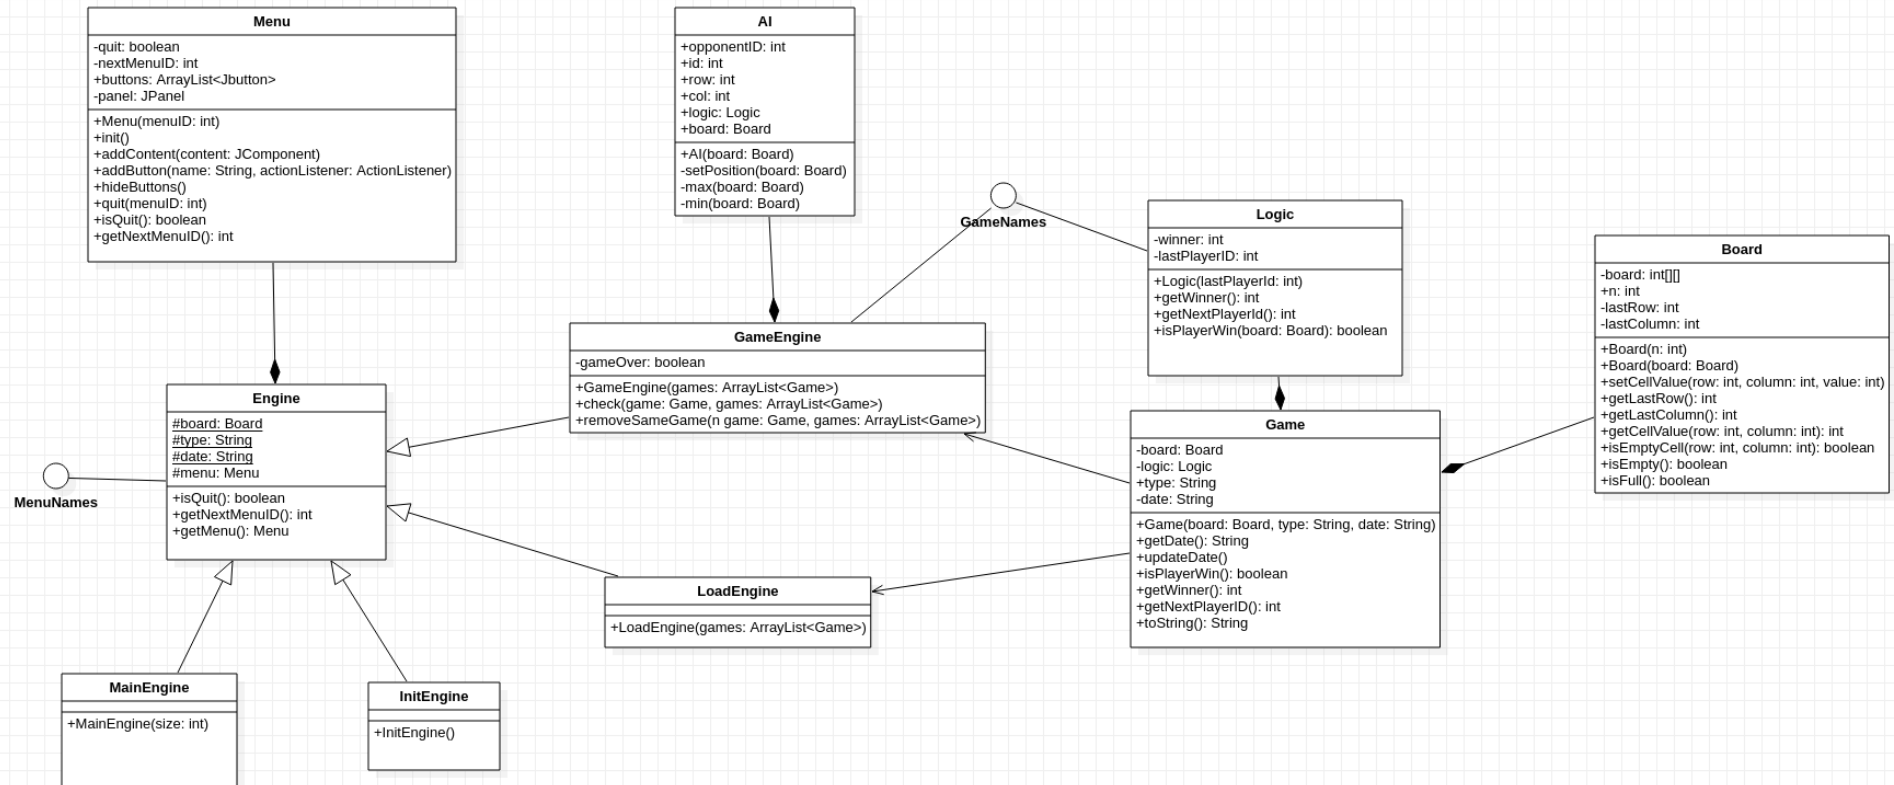 Menu
-quit: boolean
-nextMenuID: int
+buttons: ArrayList<Jbutton>
-panel: JPanel
+Menu(menuID: int)
+init()
+addContent(content: JComponent)
+addButton(name: String, actionListener: ActionListener)
+hideButtons()
+quit(menuID: int)
+isQuit(): boolean
+getNextMenuID(): int
AI
+opponentID: int
+id: int
+row: int
+col: int
+logic: Logic
+board: Board
+AI(board: Board)
-setPosition(board: Board)
-max(board: Board)
-min(board: Board)
GameNames
Logic
-winner: int
-lastPlayerID: int
+Logic(lastPlayerId: int)
+getWinner(): int
+getNextPlayerId(): int
+isPlayerWin(board: Board): boolean
Board
-board: int[][]
+n: int
-lastRow: int
-lastColumn: int
+Board(n: int)
+Board(board: Board)
+setCellValue(row: int, column: int, value: int)
+getLastRow(): int
+getLastColumn(): int
+getCellValue(row: int, column: int): int
+isEmptyCell(row: int, column: int): boolean
+isEmpty(): boolean
+isFull(): boolean
GameEngine
-gameOver: boolean
+GameEngine(games: ArrayList<Game>)
+check(game: Game, games: ArrayList<Game>)
+removeSameGame(n game: Game, games: ArrayList<Game>)
Engine
#board: Board
#type: String
#date: String
#menu: Menu
+isQuit(): boolean
+getNextMenuID(): int
+getMenu(): Menu
MenuNames
Game
-board: Board
-logic: Logic
+type: String
-date: String
+Game(board: Board, type: String, date: String)
+getDate(): String
+updateDate()
+isPlayerWin(): boolean
+getWinner(): int
+getNextPlayerID(): int
+toString(): String
LoadEngine
+LoadEngine(games: ArrayList<Game>)
MainEngine
+MainEngine(size: int)
InitEngine
+InitEngine()